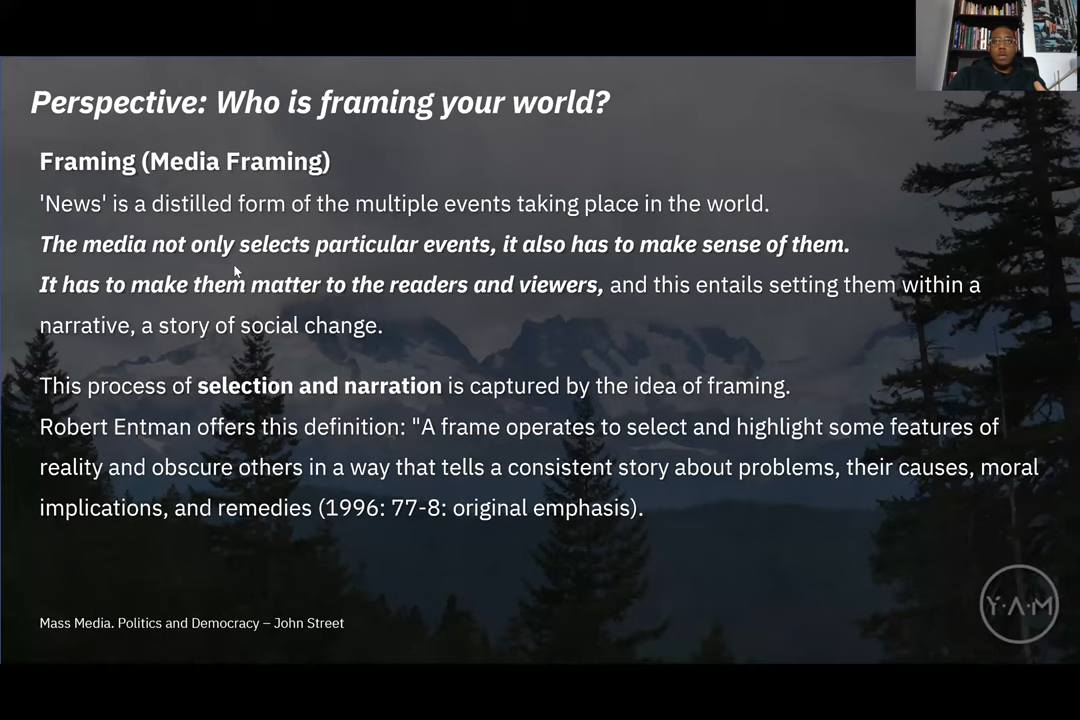 Perspective: Who is framing your world?
Framing (Media Framing)
'News' is a distilled form of the multiple events taking place in the world.
The media not only selects particular events, it also has to make sense of them.
It has to make them matter to the readers and viewers, and this entails setting them within a
narrative, a story of social change.
This process of selection and narration is captured by the idea of framing.
Robert Entman offers this definition: "A frame operates to select and highlight some features of
reality and obscure others in a way that tells a consistent story about problems, their causes, moral
implications, and remedies (1996: 77-8: original emphasis).
Mass Media. Politics and Democracy – John Street
Y·A·M